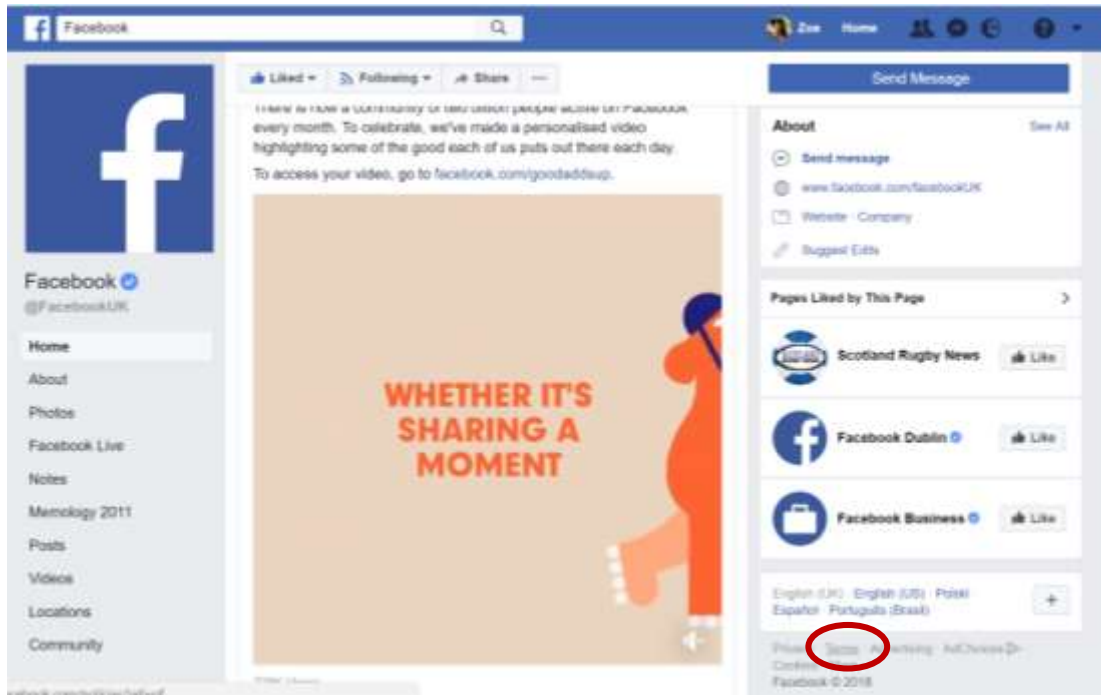 Facebook
Zoe Home
Liked Following Share
Send Message
There is now a community of two billion people active on Facebook
every month. To celebrate, we've made a personalised video
highlighting some of the good each of us puts out there each day.
To access your video, go to facebook.com/goodaddsup.
WHETHER IT'S
SHARING A
MOMENT
Facebook
@FacebookUK
Home
About
Photos
Facebook Live
Notes
Memology 2011
Posts
Videos
Locations
Community
About See All
Send message
www.facebook.com/facebookUK
Website · Company
Suggest Edits
Pages Liked by This Page
Scotland Rugby News Like
Facebook Dublin Like
Facebook Business Like
English (UK) · English (US) · Polski
Español · Português (Brasil)
+
Terms · Advertising · AdChoices
Facebook © 2018